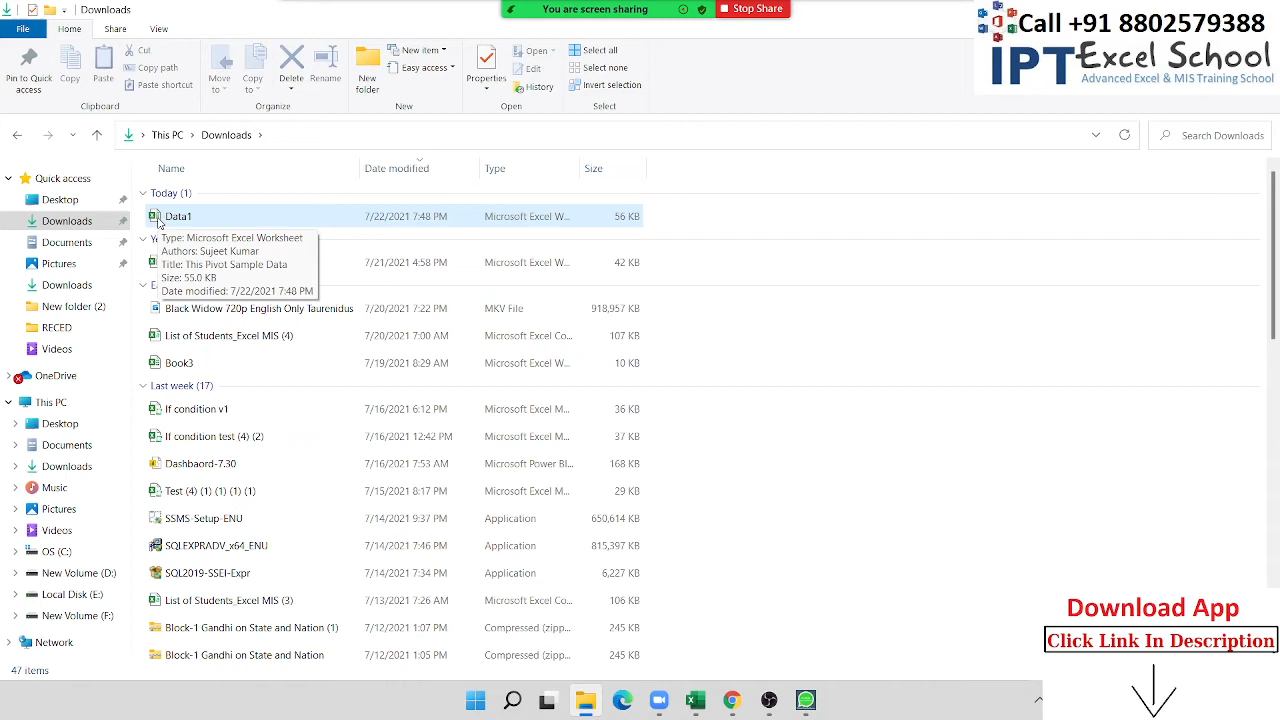 Downloads
You are screen sharing
Stop Share
Call +91 8802579388
IPT Excel School
Advanced Excel & MIS Training School
File Home Share View
Pin to Quick access
Copy
Paste
Cut
Copy path
Paste shortcut
Clipboard
Move to
Copy to
Delete
Rename
Organize
New folder
New item
Easy access
New
Properties
Open
Edit
History
Open
Select all
Select none
Invert selection
Select
This PC Downloads
Search Downloads
Name Date modified Type Size
Quick access
Desktop
Downloads
Documents
Pictures
Downloads
New folder (2)
RECED
Videos
OneDrive
This PC
Desktop
Documents
Downloads
Music
Pictures
Videos
OS (C:)
New Volume (D:)
Local Disk (E:)
New Volume (F:)
Network
Today (1)
Data1 7/22/2021 7:48 PM Microsoft Excel W... 56 KB
Type: Microsoft Excel Worksheet
Authors: Sujeet Kumar
Title: This Pivot Sample Data
Size: 55.0 KB
Date modified: 7/22/2021 7:48 PM
7/21/2021 4:58 PM Microsoft Excel W... 42 KB
Black Widow 720p English Only Taurenidus 7/20/2021 7:22 PM MKV File 918,957 KB
List of Students_Excel MIS (4) 7/20/2021 7:00 AM Microsoft Excel Co... 107 KB
Book3 7/19/2021 8:29 AM Microsoft Excel W... 10 KB
Last week (17)
If condition v1 7/16/2021 6:12 PM Microsoft Excel M... 36 KB
If condition test (4) (2) 7/16/2021 12:42 PM Microsoft Excel M... 37 KB
Dashbaord-7.30 7/16/2021 7:53 AM Microsoft Power BI... 168 KB
Test (4) (1) (1) (1) (1) 7/15/2021 8:17 PM Microsoft Excel M... 29 KB
SSMS-Setup-ENU 7/14/2021 9:37 PM Application 650,614 KB
SQLEXPRADV_x64_ENU 7/14/2021 7:46 PM Application 815,397 KB
SQL2019-SSEI-Expr 7/14/2021 7:34 PM Application 6,227 KB
List of Students_Excel MIS (3) 7/13/2021 7:26 AM Microsoft Excel Co... 106 KB
Block-1 Gandhi on State and Nation (1) 7/12/2021 1:07 PM Compressed (zipp... 245 KB
Block-1 Gandhi on State and Nation 7/12/2021 1:05 PM Compressed (zipp... 245 KB
47 items
Download App
Click Link In Description